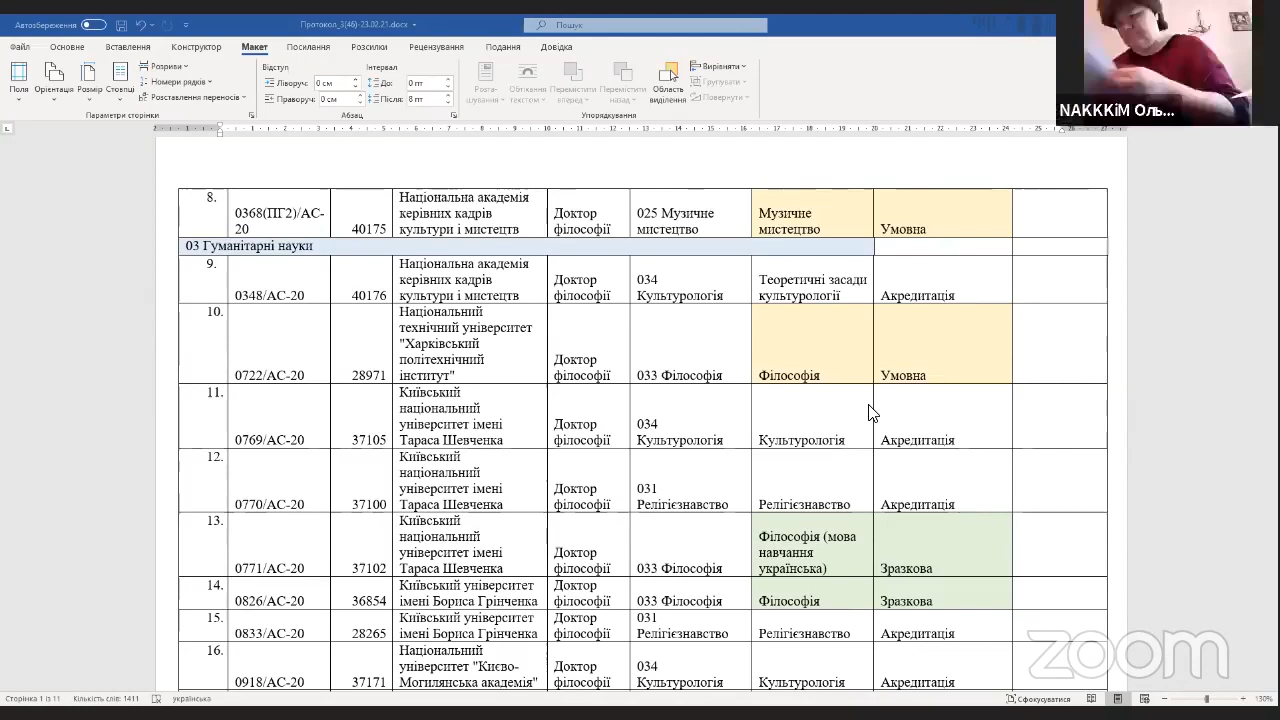 Автозбереження
Протокол_3(46)-23.02.21.docx
Пошук
Файл Основне Вставлення Конструктор Макет Посилання Розсилки Рецензування Подання Довідка
Поля Орієнтація Розмір Стовпці
Розриви
Номери рядків
Розставлення переносів
Параметри сторінки
Відступ
Ліворуч: 0 см
Праворуч: 0 см
Інтервал
До: 0 пт
Після: 8 пт
Абзац
Розта-
шування
Обтікання
текстом
Перемістити
вперед
Перемістити
назад
Область
виділення
Вирівняти
Групувати
Повернути
Упорядкування
NAKKKiM Оль...
8. 0368(ПГ2)/АС-20 40175 Національна академія керівних кадрів культури і мистецтв Доктор філософії 025 Музичне мистецтво Музичне мистецтво Умовна
03 Гуманітарні науки
9. 0348/АС-20 40176 Національна академія керівних кадрів культури і мистецтв Доктор філософії 034 Культурологія Теоретичні засади культурології Акредитація
10. 0722/АС-20 28971 Національний технічний університет "Харківський політехнічний інститут" Доктор філософії 033 Філософія Філософія Умовна
11. 0769/АС-20 37105 Київський національний університет імені Тараса Шевченка Доктор філософії 034 Культурологія Культурологія Акредитація
12. 0770/АС-20 37100 Київський національний університет імені Тараса Шевченка Доктор філософії 031 Релігієзнавство Релігієзнавство Акредитація
13. 0771/АС-20 37102 Київський національний університет імені Тараса Шевченка Доктор філософії 033 Філософія Філософія (мова навчання українська) Зразкова
14. 0826/АС-20 36854 Київський університет імені Бориса Грінченка Доктор філософії 033 Філософія Філософія Зразкова
15. 0833/АС-20 28265 Київський університет імені Бориса Грінченка Доктор філософії 031 Релігієзнавство Релігієзнавство Акредитація
16. 0918/АС-20 37171 Національний університет "Києво-Могилянська академія" Доктор філософії 034 Культурологія Культурологія Акредитація
zoom
Сторінка 1 із 11 Кількість слів: 1411 українська Сфокусуватися 130%